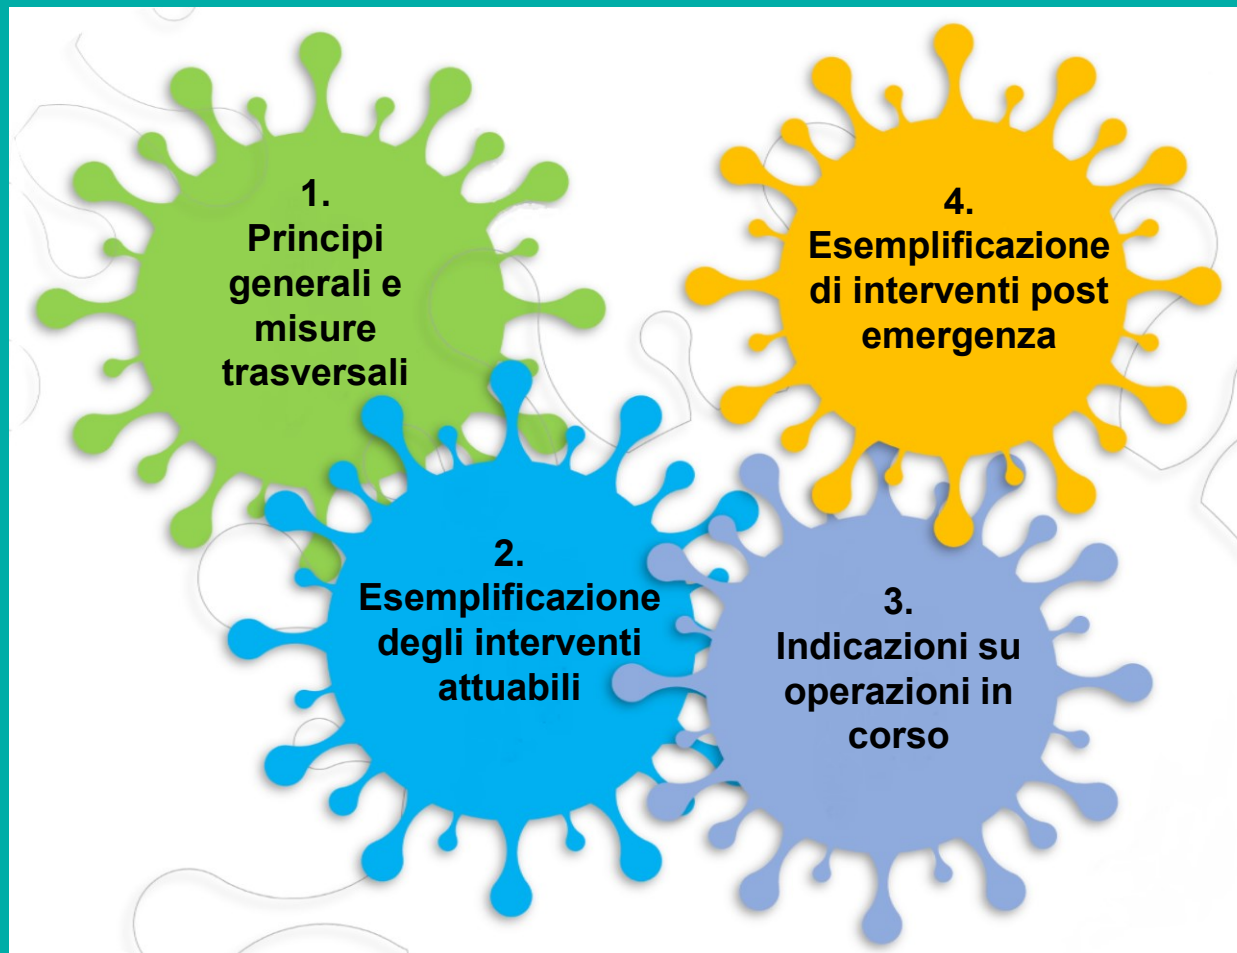 1.
Principi
generali e
misure
trasversali
2.
Esemplificazione
degli interventi
attuabili
3.
Indicazioni su
operazioni in
corso
4.
Esemplificazione
di interventi post
emergenza